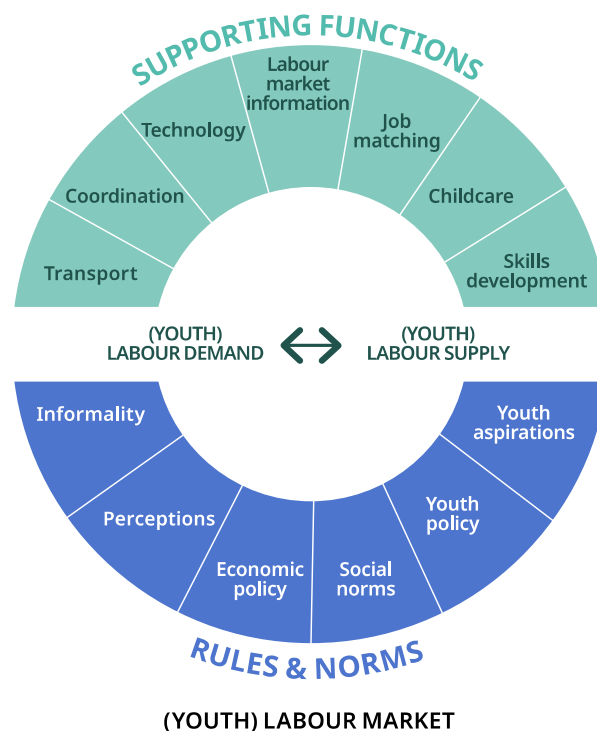 SUPPORTING FUNCTIONS
Labour
market
information
Technology
Job
matching
Coordination
Childcare
Transport
Skills
development
(YOUTH)
LABOUR DEMAND
(YOUTH)
LABOUR SUPPLY
Informality
Youth
aspirations
Perceptions
Youth
policy
Economic
policy
Social
norms
RULES & NORMS
(YOUTH) LABOUR MARKET